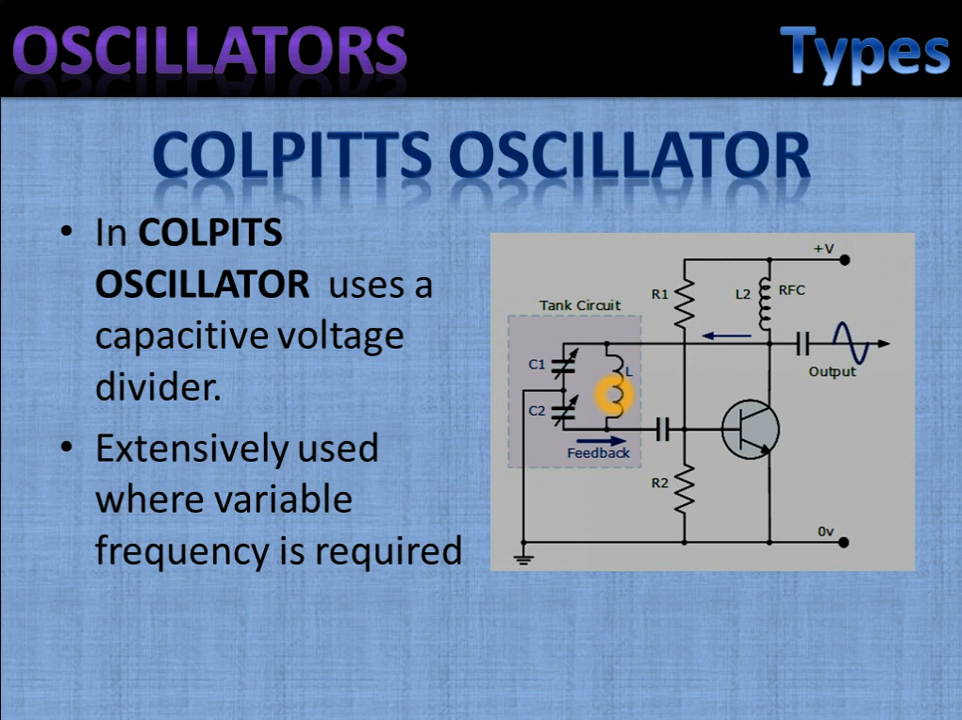 OSCILLATORS
Types
COLPITTS OSCILLATOR
• In COLPITS
OSCILLATOR uses a
capacitive voltage
divider.
• Extensively used
where variable
frequency is required
+V
R1
L2
RFC
Tank Circuit
C1
L
Output
C2
Feedback
R2
0v